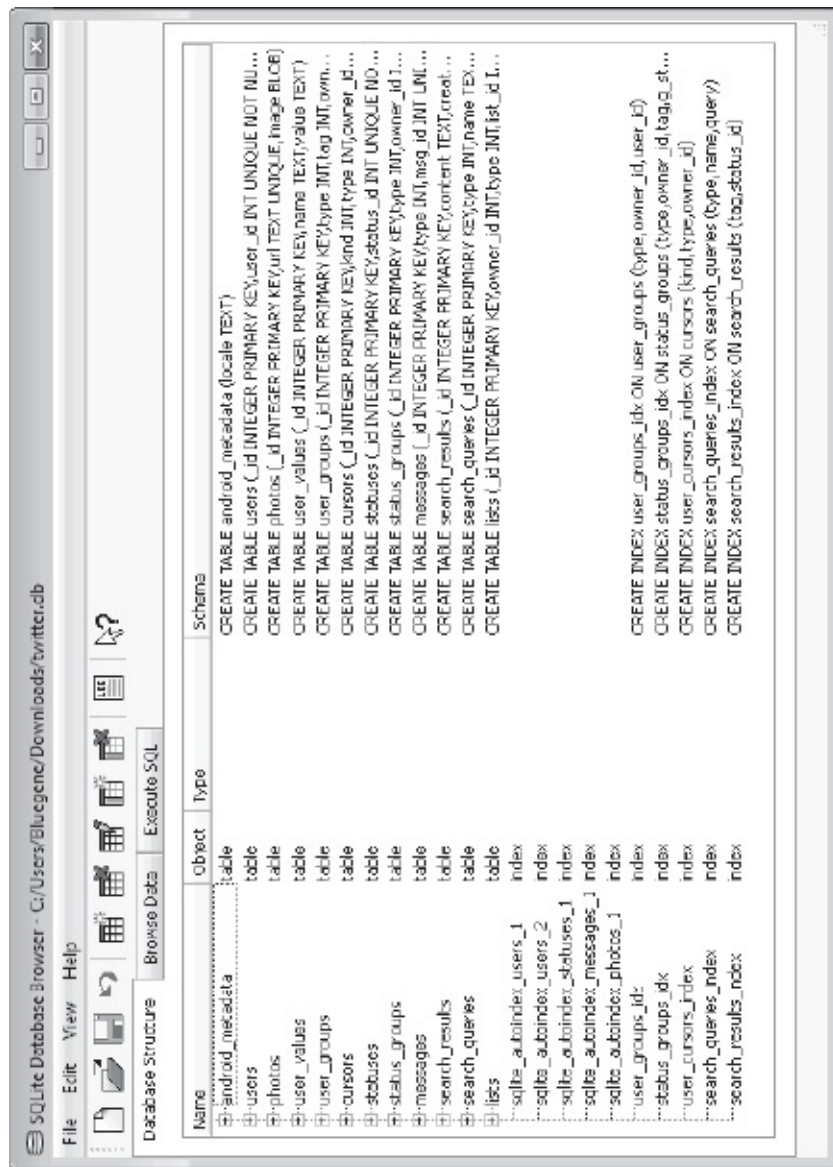 SQLite Database Browser - C:/Users/Bluegene/Downloads/twitter.db
File Edit View Help
Database Structure Browse Data Execute SQL
Name Object Type Schema
android_metadata table CREATE TABLE android_metadata (locale TEXT)
users table CREATE TABLE users (_id INTEGER PRIMARY KEY,user_id INT UNIQUE NOT NU...
photos table CREATE TABLE photos (_id INTEGER PRIMARY KEY,url TEXT UNIQUE,image BLOB)
user_values table CREATE TABLE user_values (_id INTEGER PRIMARY KEY,name TEXT,value TEXT)
user_groups table CREATE TABLE user_groups (_id INTEGER PRIMARY KEY,type INT,tag INT,own...
cursors table CREATE TABLE cursors (_id INTEGER PRIMARY KEY,kind INT,type INT,owner_id...
statuses table CREATE TABLE statuses (_id INTEGER PRIMARY KEY,status_id INT UNIQUE NO...
status_groups table CREATE TABLE status_groups (_id INTEGER PRIMARY KEY,type INT,owner_id I...
messages table CREATE TABLE messages (_id INTEGER PRIMARY KEY,type INT,msg_id INT UNI...
search_results table CREATE TABLE search_results (_id INTEGER PRIMARY KEY,content TEXT,creat...
search_queries table CREATE TABLE search_queries (_id INTEGER PRIMARY KEY,type INT,name TEX...
lists table CREATE TABLE lists (_id INTEGER PRIMARY KEY,owner_id INT,type INT,list_id I...
sqlite_autoindex_users_1 index
sqlite_autoindex_users_2 index
sqlite_autoindex_statuses_1 index
sqlite_autoindex_messages_1 index
sqlite_autoindex_photos_1 index
user_groups_idx index CREATE INDEX user_groups_idx ON user_groups (type,owner_id,user_id)
status_groups_idx index CREATE INDEX status_groups_idx ON status_groups (type,owner_id,tag,g_st...
user_cursors_index index CREATE INDEX user_cursors_index ON cursors (kind,type,owner_id)
search_queries_index index CREATE INDEX search_queries_index ON search_queries (type,name,query)
search_results_index index CREATE INDEX search_results_index ON search_results (tag,status_id)